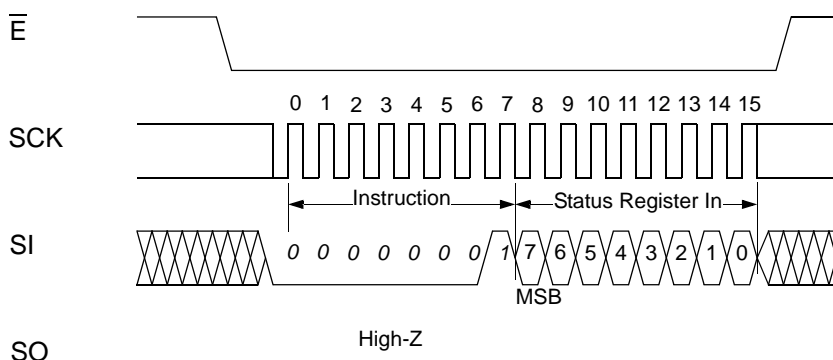 E̅
0 1 2 3 4 5 6 7 8 9 10 11 12 13 14 15
SCK
Instruction Status Register In
SI
0 0 0 0 0 0 0 1 7 6 5 4 3 2 1 0
MSB
High-Z
SO